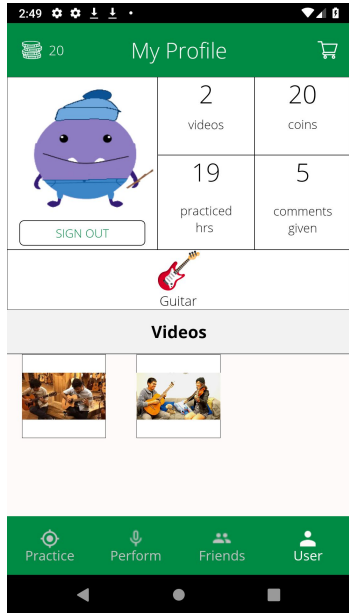 2:49
20
My Profile
2
videos
20
coins
19
practiced
hrs
5
comments
given
SIGN OUT
Guitar
Videos
Practice
Perform
Friends
User